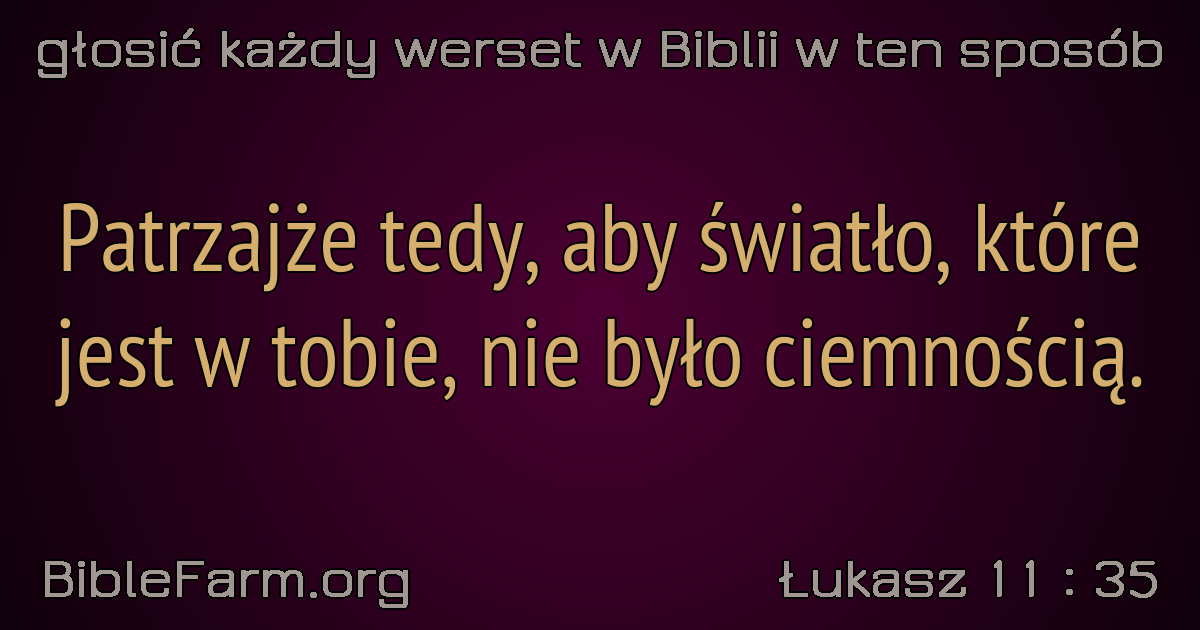 głosić każdy werset w Biblii w ten sposób
Patrzajże tedy, aby światło, które
jest w tobie, nie było ciemnością.
BibleFarm.org
Łukasz 11 : 35